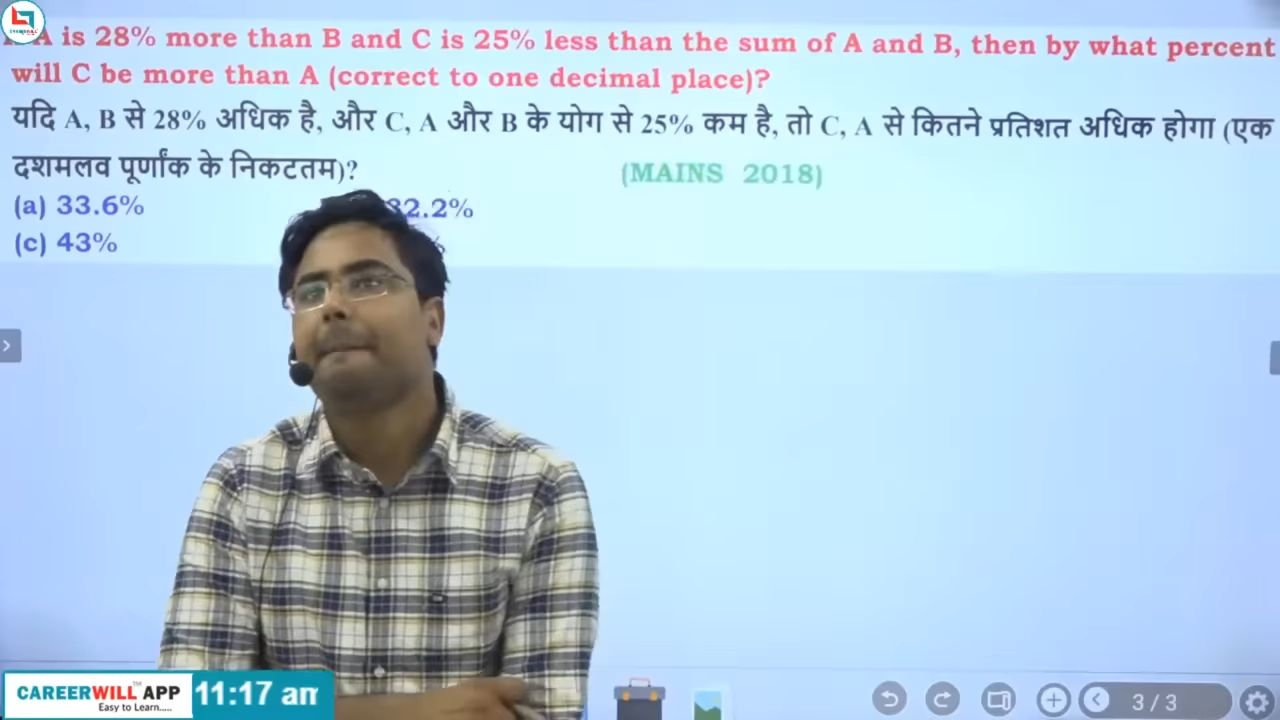 A is 28% more than B and C is 25% less than the sum of A and B, then by what percent
will C be more than A (correct to one decimal place)?
यदि A, B से 28% अधिक है, और C, A और B के योग से 25% कम है, तो C, A से कितने प्रतिशत अधिक होगा (एक
दशमलव पूर्णांक के निकटतम)?
(MAINS 2018)
(a) 33.6%
32.2%
(c) 43%
CAREERWILL APP
Easy to Learn.....
11:17 am
3 / 3